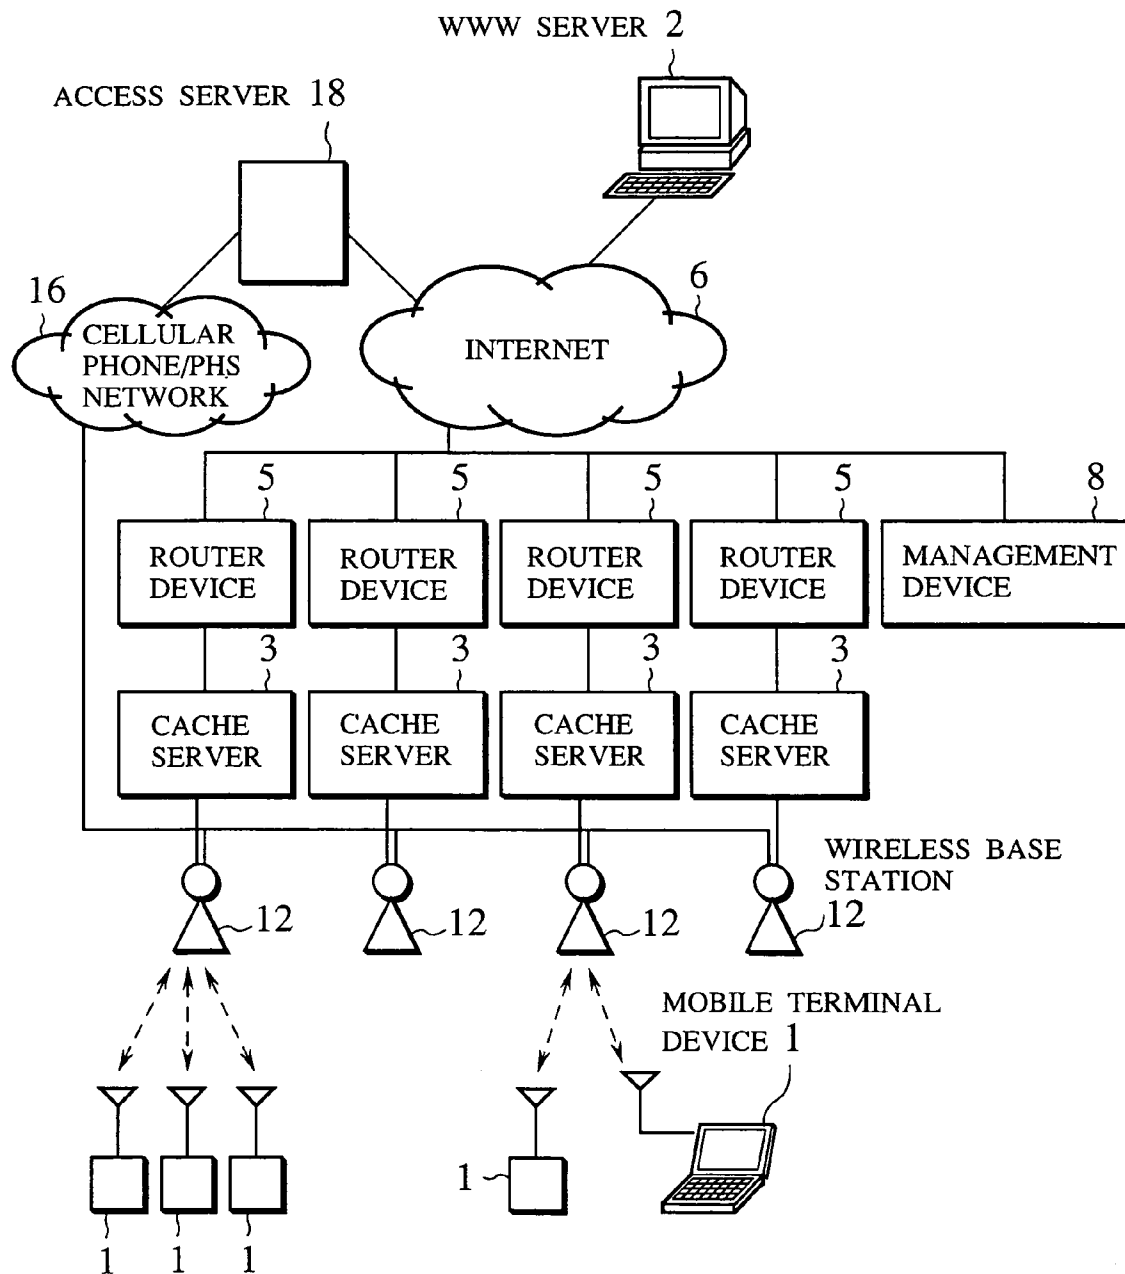 WWW SERVER 2
ACCESS SERVER 18
16
CELLULAR
PHONE/PHS
NETWORK
INTERNET
6
5
5
5
5
8
ROUTER
DEVICE
ROUTER
DEVICE
ROUTER
DEVICE
ROUTER
DEVICE
MANAGEMENT
DEVICE
3
3
3
3
CACHE
SERVER
CACHE
SERVER
CACHE
SERVER
CACHE
SERVER
WIRELESS BASE
STATION
12
12
12
12
MOBILE TERMINAL
DEVICE 1
1
1
1
1